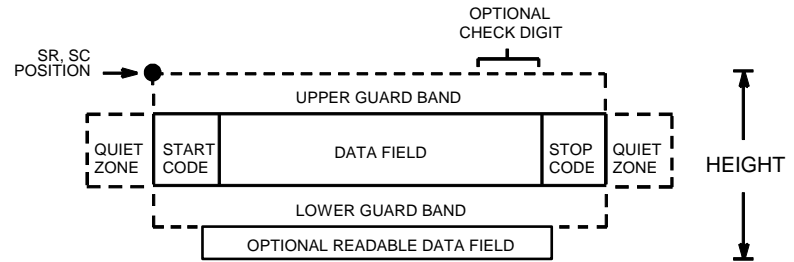 OPTIONAL
CHECK DIGIT
SR, SC
POSITION
UPPER GUARD BAND
QUIET
ZONE
START
CODE
DATA FIELD
STOP
CODE
QUIET
ZONE
HEIGHT
LOWER GUARD BAND
OPTIONAL READABLE DATA FIELD